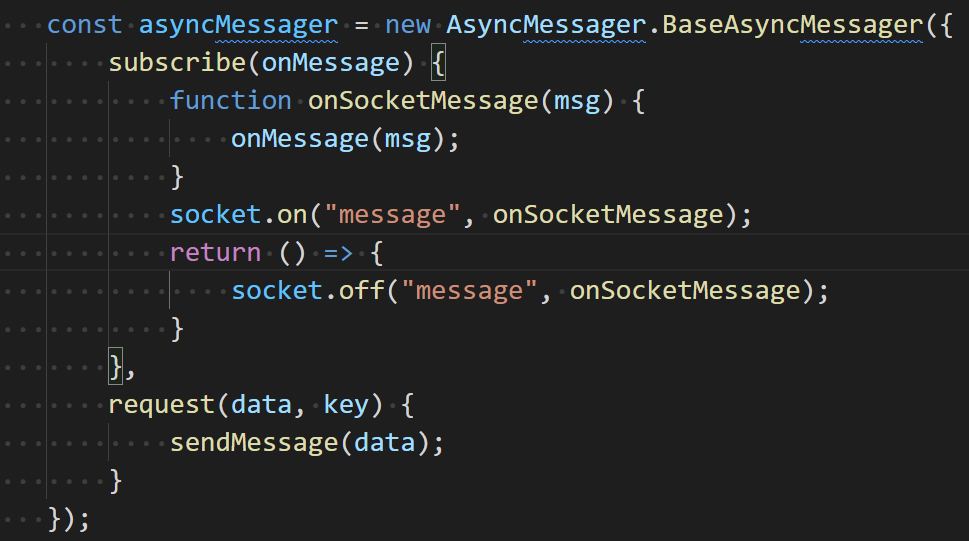 const asyncMessager = new AsyncMessager.BaseAsyncMessager({
subscribe(onMessage) {
function onSocketMessage(msg) {
onMessage(msg);
}
socket.on("message", onSocketMessage);
return () => {
socket.off("message", onSocketMessage);
}
},
request(data, key) {
sendMessage(data);
}
});